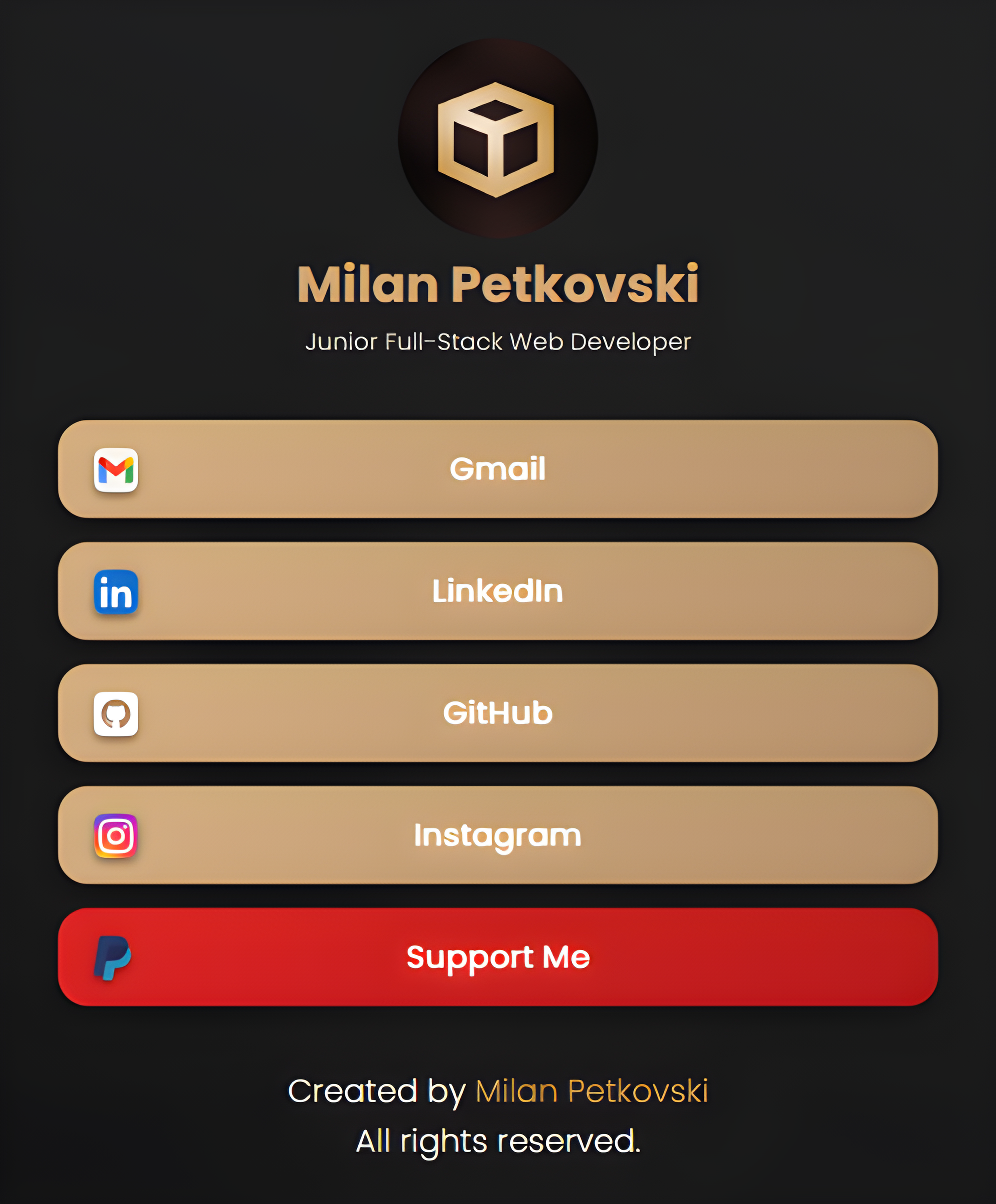 Milan Petkovski
Junior Full-Stack Web Developer
Gmail
in
LinkedIn
GitHub
Instagram
Support Me
Created by Milan Petkovski
All rights reserved.